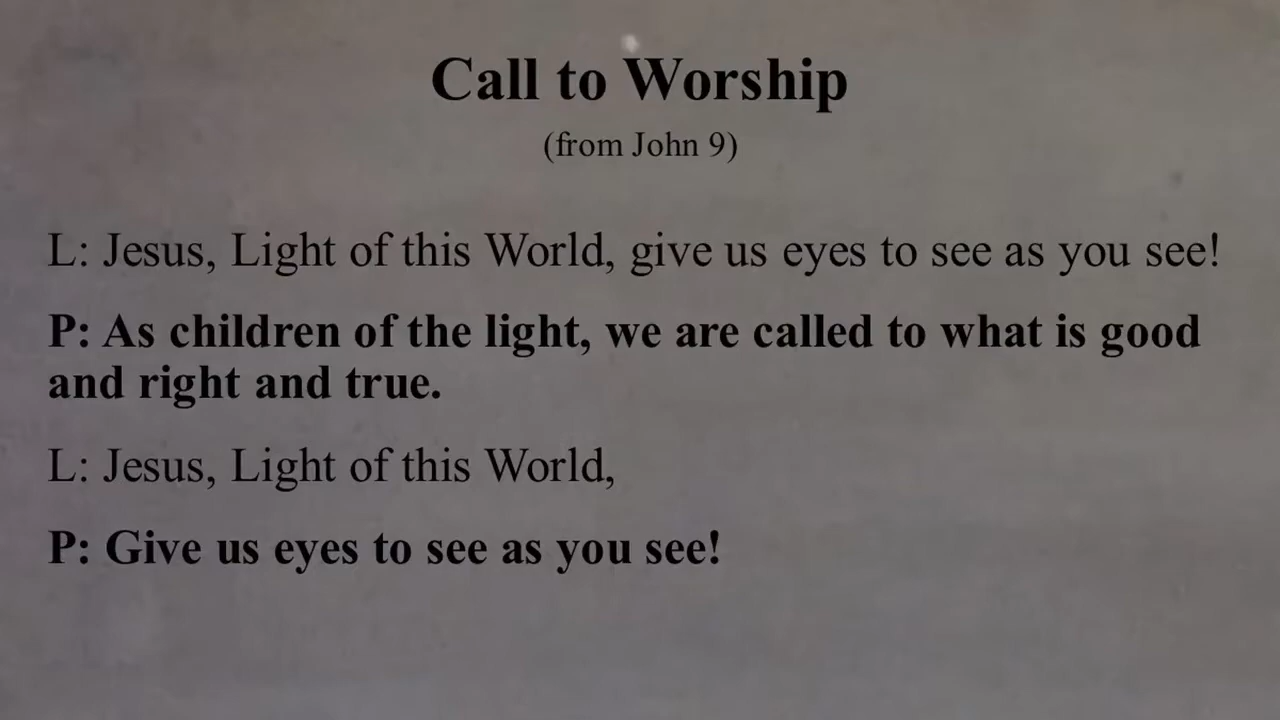 Call to Worship
(from John 9)
L: Jesus, Light of this World, give us eyes to see as you see!
P: As children of the light, we are called to what is good
and right and true.
L: Jesus, Light of this World,
P: Give us eyes to see as you see!